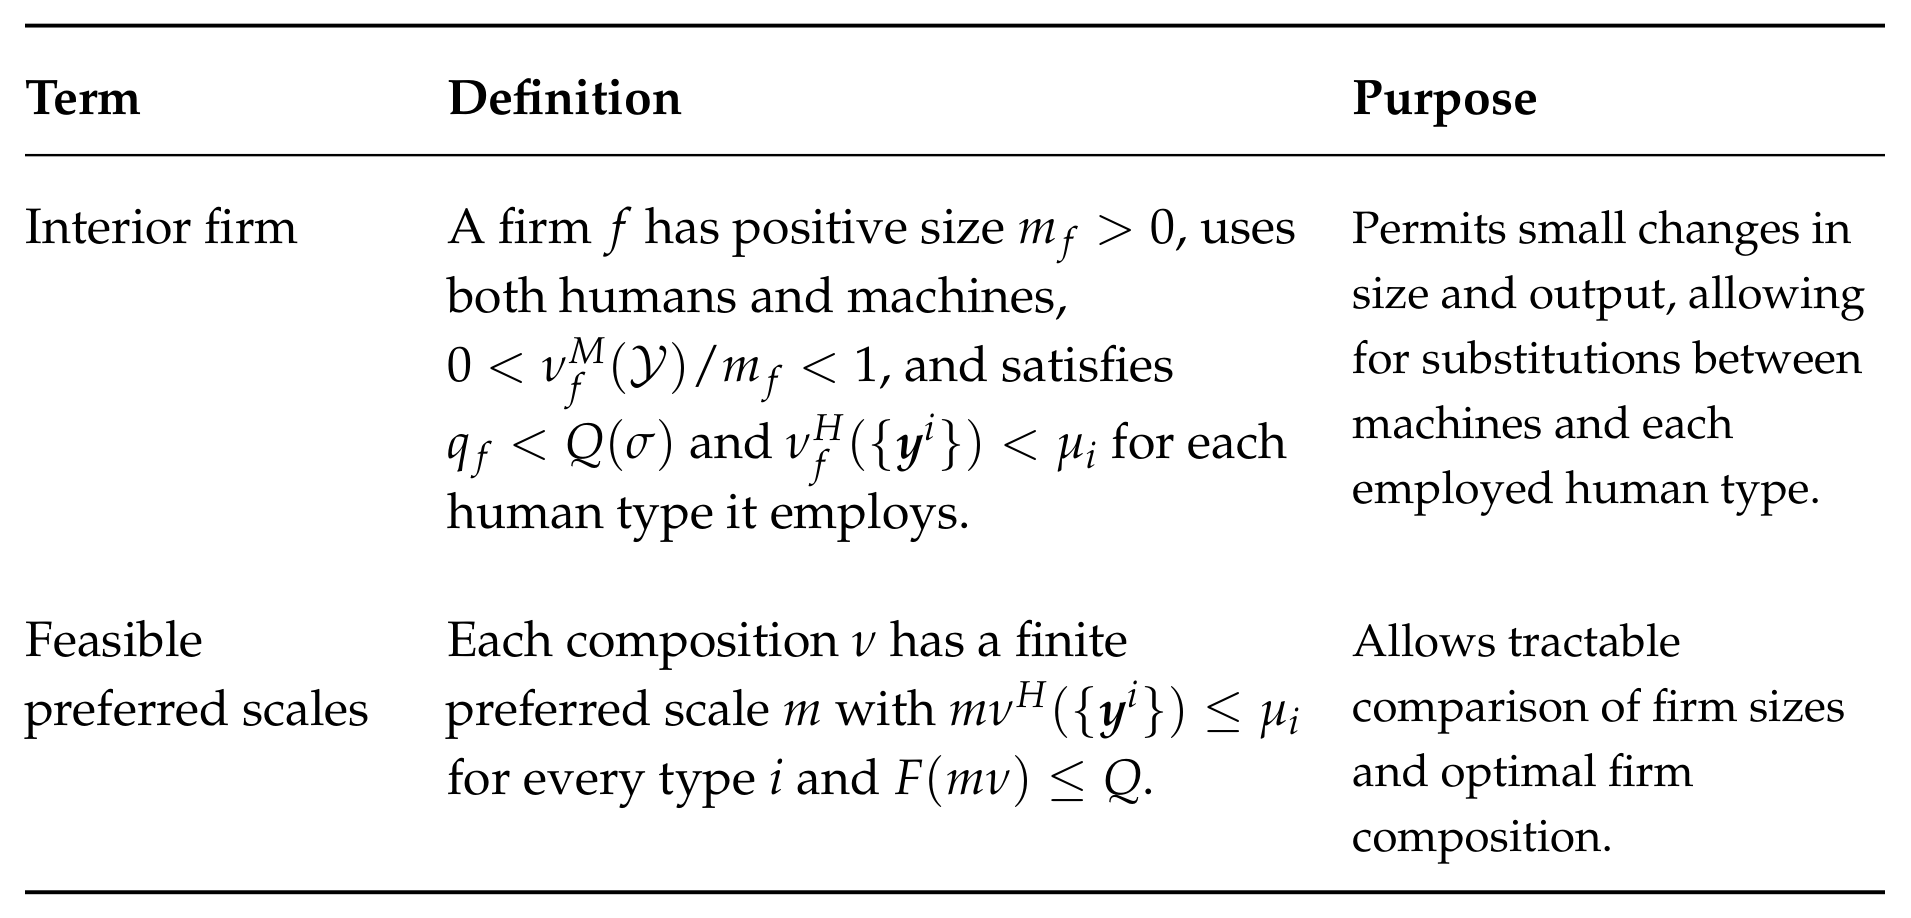 Term Definition Purpose
Interior firm
A firm f has positive size m_f > 0, uses
both humans and machines,
0 < ν_f^M(𝒴)/m_f < 1, and satisfies
q_f < Q(σ) and ν_f^H({𝒚^i}) < μ_i for each
human type it employs.
Permits small changes in
size and output, allowing
for substitutions between
machines and each
employed human type.
Feasible
preferred scales
Each composition ν has a finite
preferred scale m with mν^H({𝒚^i}) ≤ μ_i
for every type i and F(mν) ≤ Q.
Allows tractable
comparison of firm sizes
and optimal firm
composition.